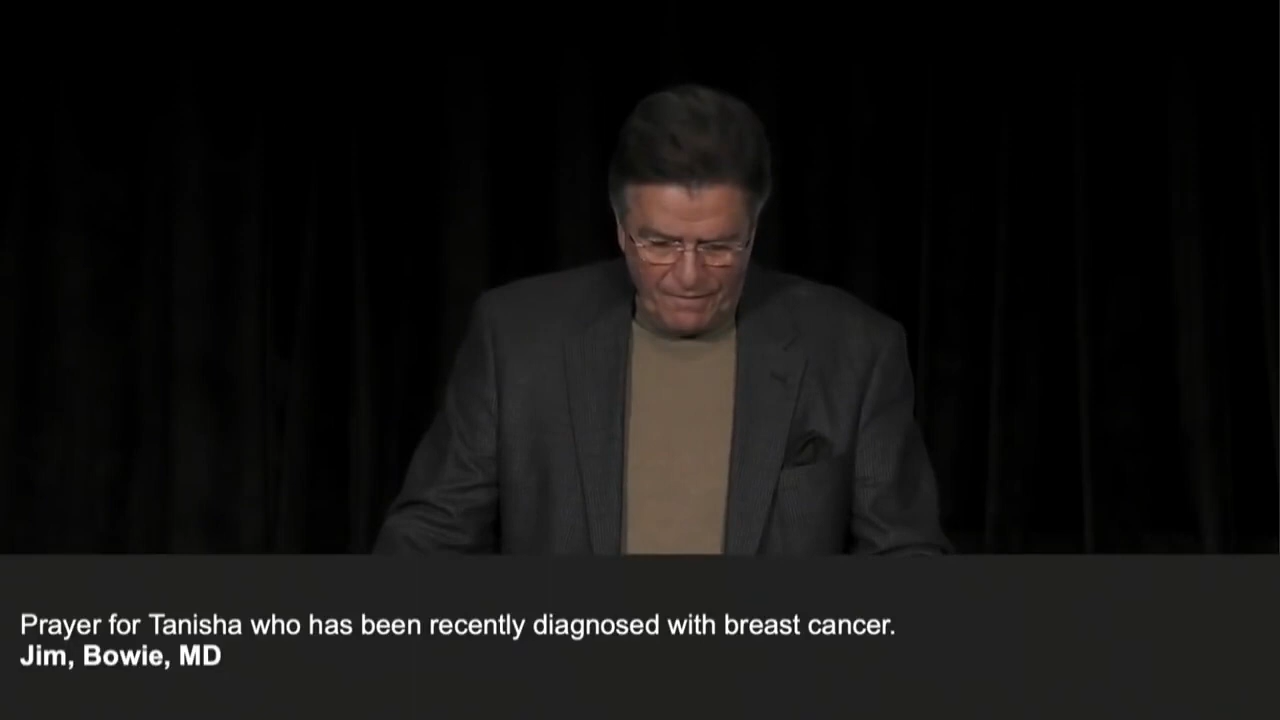 Prayer for Tanisha who has been recently diagnosed with breast cancer.
Jim, Bowie, MD